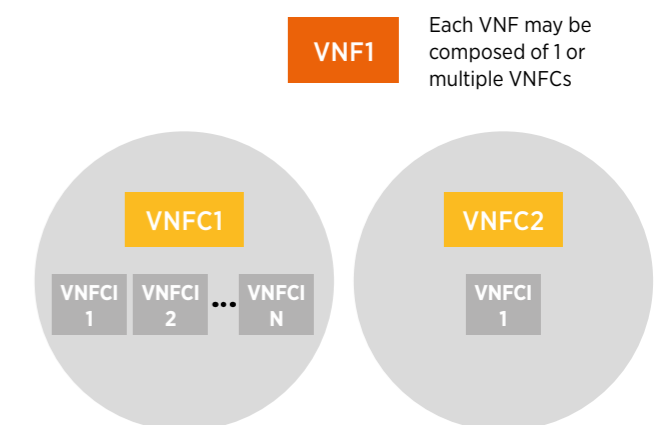 VNF1
Each VNF may be
composed of 1 or
multiple VNFCs
VNFC1
VNFC2
VNFCI
1
VNFCI
2
...
VNFCI
N
VNFCI
1